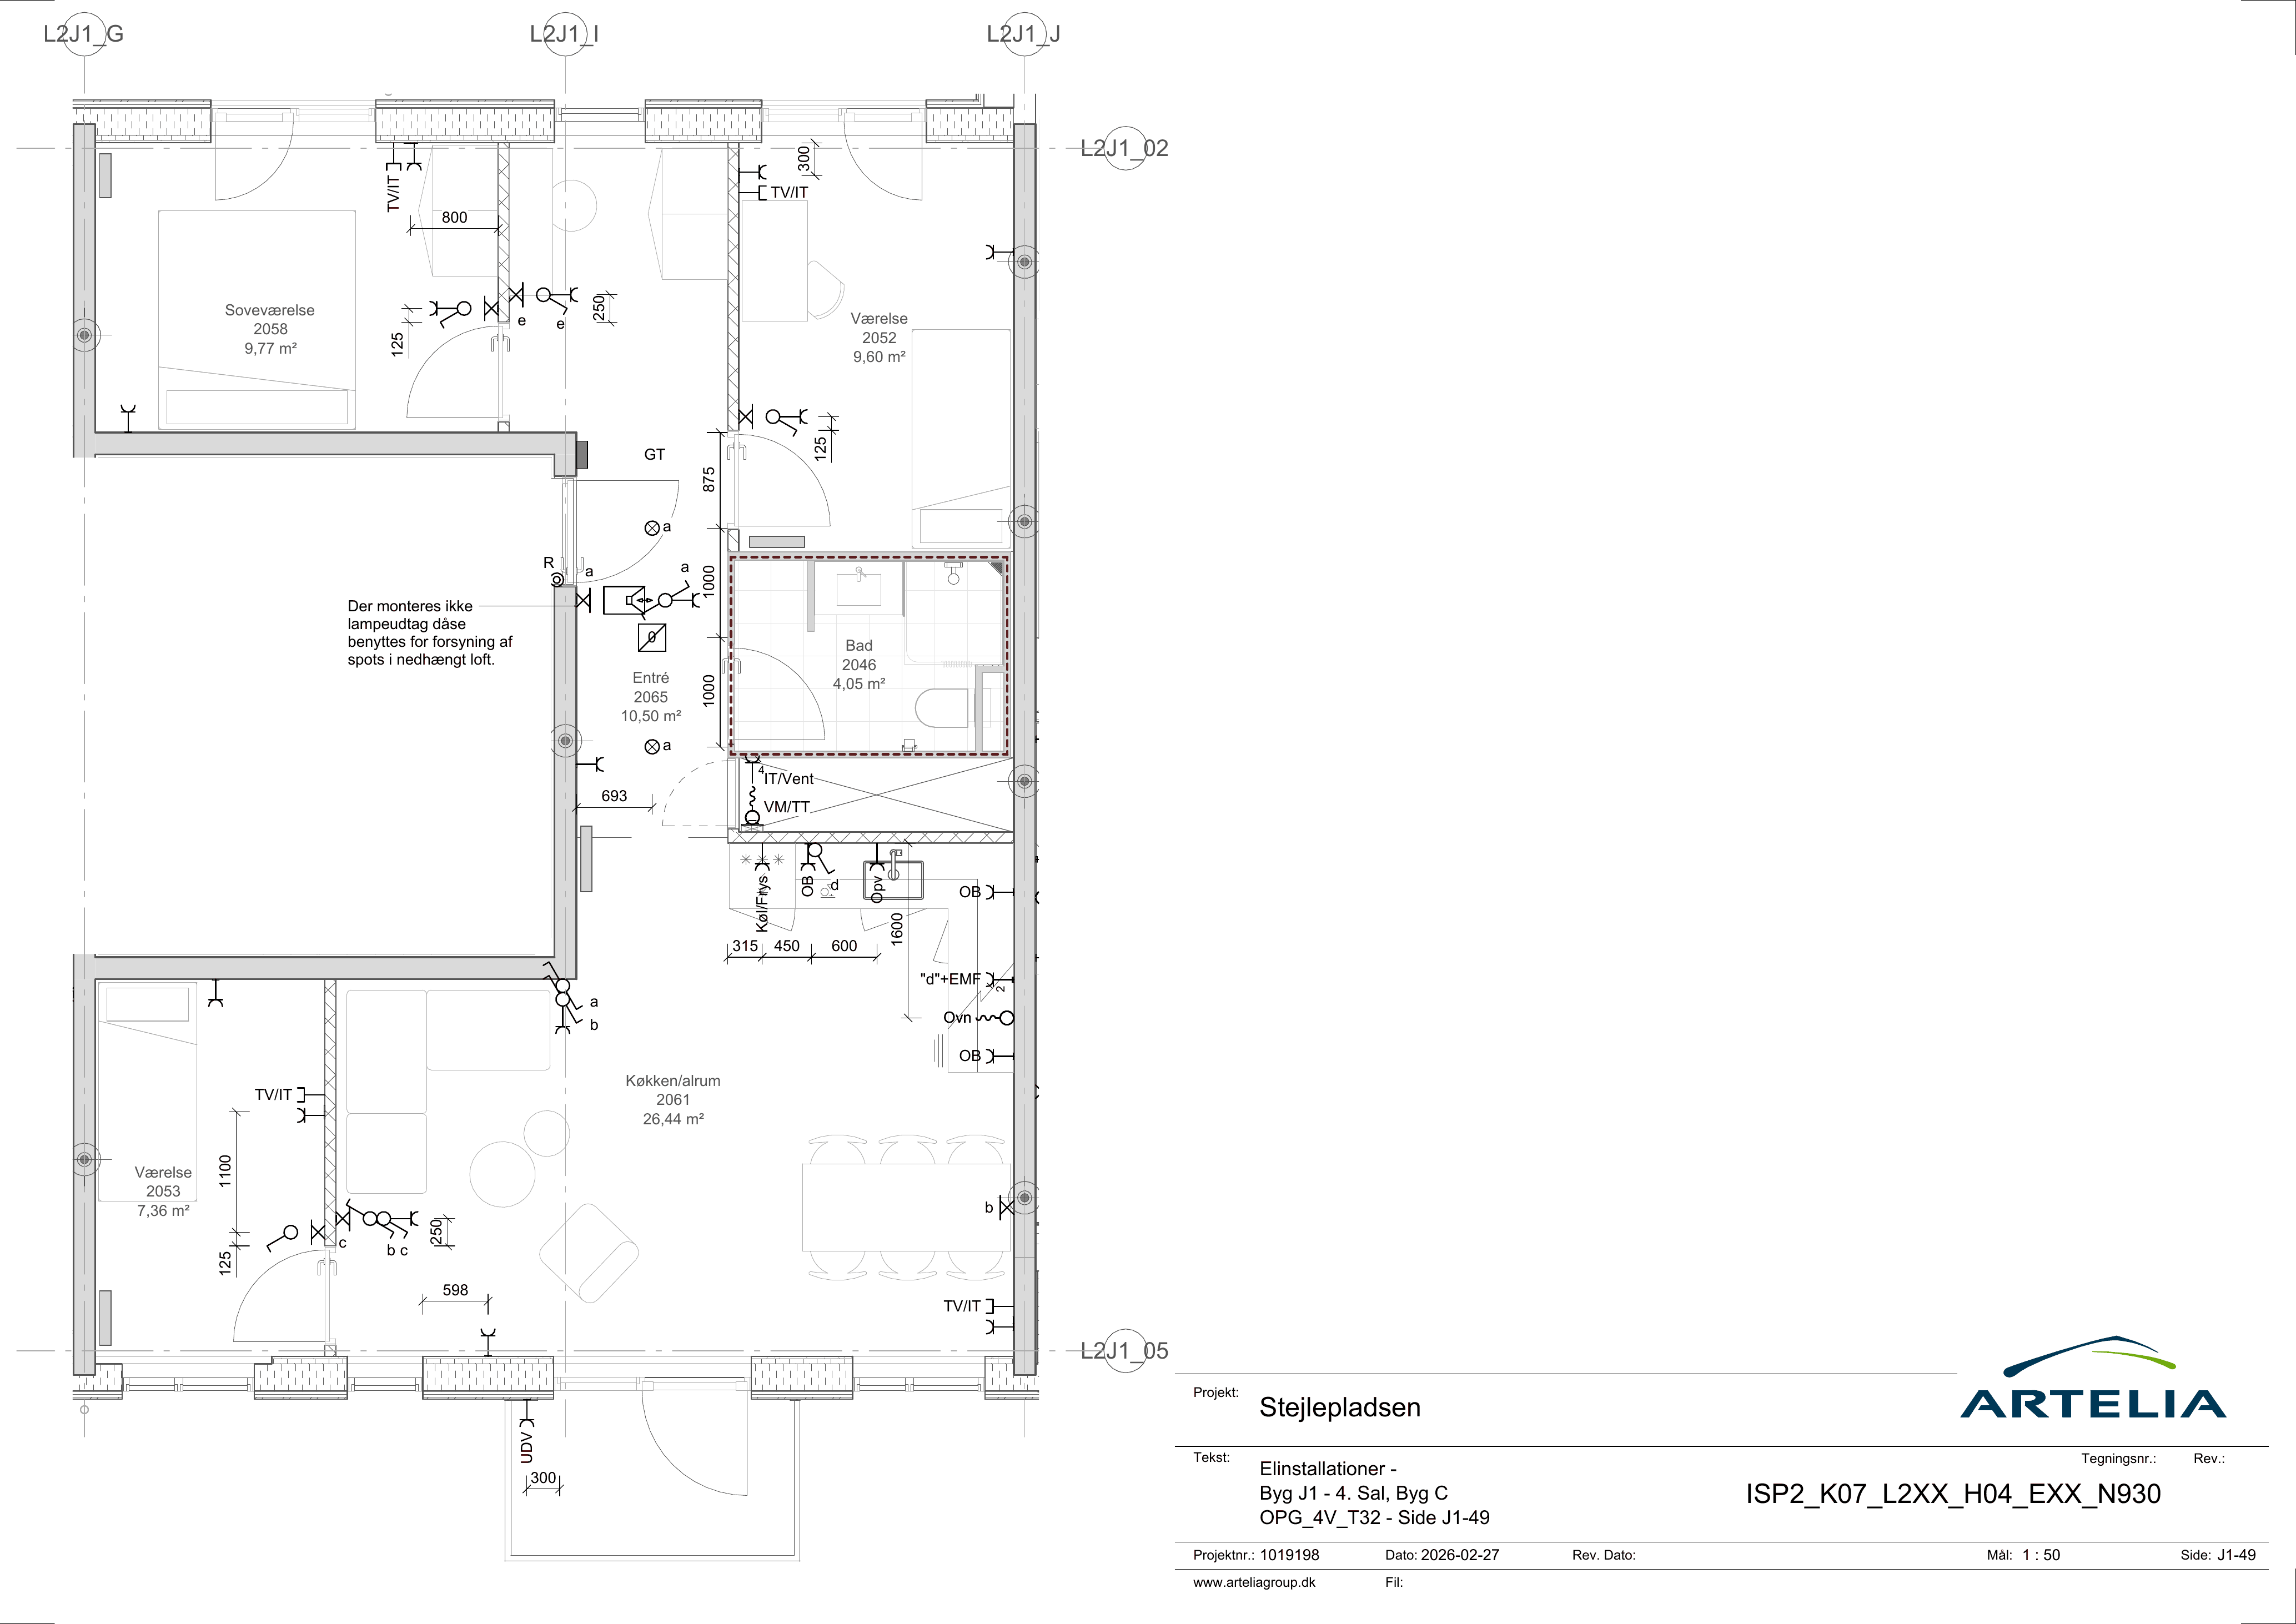 L2J1_G
L2J1_I
L2J1_J
L2J1_02
300
TV/IT
TV/IT
800
Soveværelse
2058
9,77 m²
125
e
e
250
Værelse
2052
9,60 m²
125
GT
875
a
R
a
a
1000
Der monteres ikke
lampeudtag dåse
benyttes for forsyning af
spots i nedhængt loft.
0
Entré
2065
10,50 m²
1000
Bad
2046
4,05 m²
a
4
IT/Vent
VM/TT
693
Køl/Frys
OB
d
Opv
OB
1600
315
450
600
"d"+EMF
2
Ovn
OB
a
b
TV/IT
Køkken/alrum
2061
26,44 m²
1100
Værelse
2053
7,36 m²
125
c
b c
250
b
598
TV/IT
L2J1_05
UDV
300
ARTELIA
Projekt:
Stejlepladsen
Tekst:
Elinstallationer -
Byg J1 - 4. Sal, Byg C
OPG_4V_T32 - Side J1-49
Tegningsnr.:
Rev.:
ISP2_K07_L2XX_H04_EXX_N930
Projektnr.: 1019198
Dato: 2026-02-27
Rev. Dato:
Mål: 1 : 50
Side: J1-49
www.arteliagroup.dk
Fil: